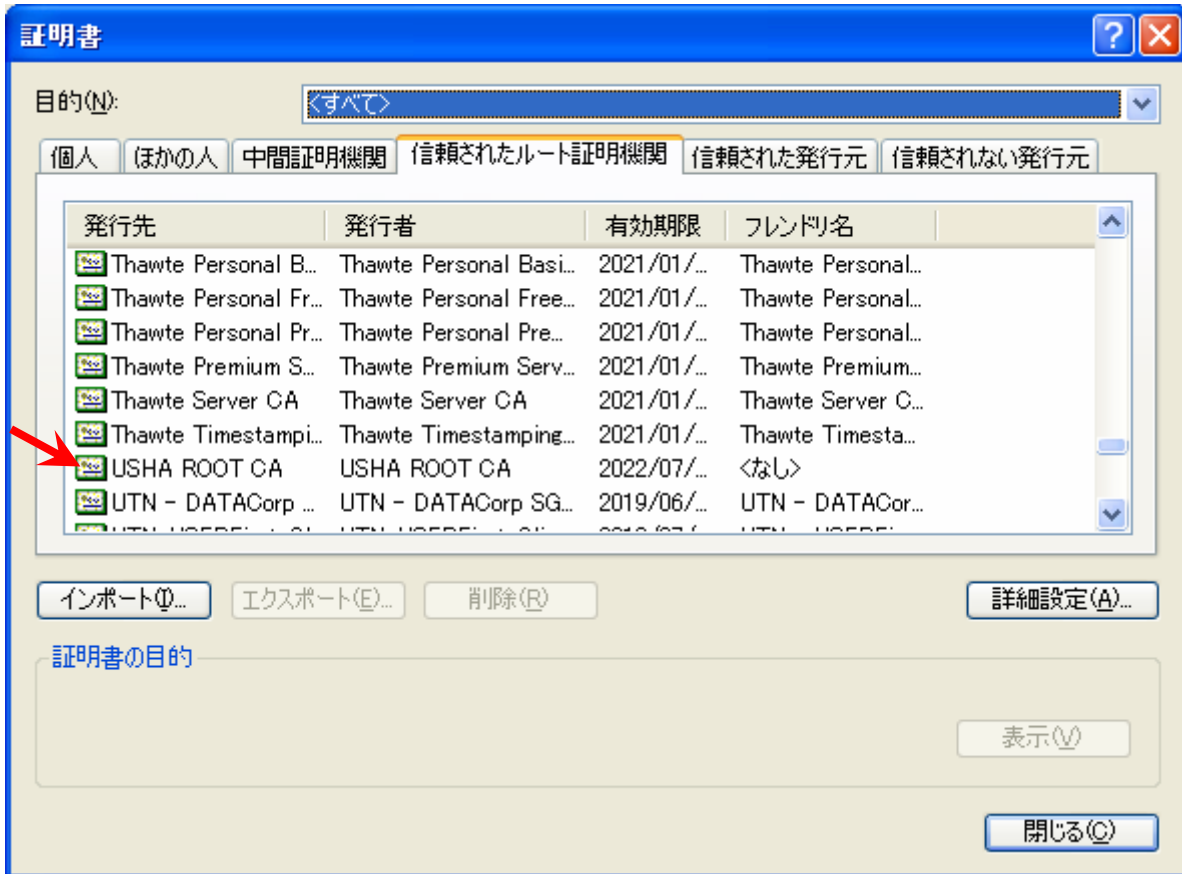 証明書
目的(N): <すべて>
個人 ほかの人 中間証明機関 信頼されたルート証明機関 信頼された発行元 信頼されない発行元
発行先 発行者 有効期限 フレンドリ名
Thawte Personal B... Thawte Personal Basi... 2021/01/... Thawte Personal...
Thawte Personal Fr... Thawte Personal Free... 2021/01/... Thawte Personal...
Thawte Personal Pr... Thawte Personal Pre... 2021/01/... Thawte Personal...
Thawte Premium S... Thawte Premium Serv... 2021/01/... Thawte Premium...
Thawte Server CA Thawte Server CA 2021/01/... Thawte Server C...
Thawte Timestampi... Thawte Timestamping... 2021/01/... Thawte Timesta...
USHA ROOT CA USHA ROOT CA 2022/07/... <なし>
UTN - DATACorp ... UTN - DATACorp SG... 2019/06/... UTN - DATACor...
インポート(I)... エクスポート(E)... 削除(R) 詳細設定(A)...
証明書の目的
表示(V)
閉じる(C)